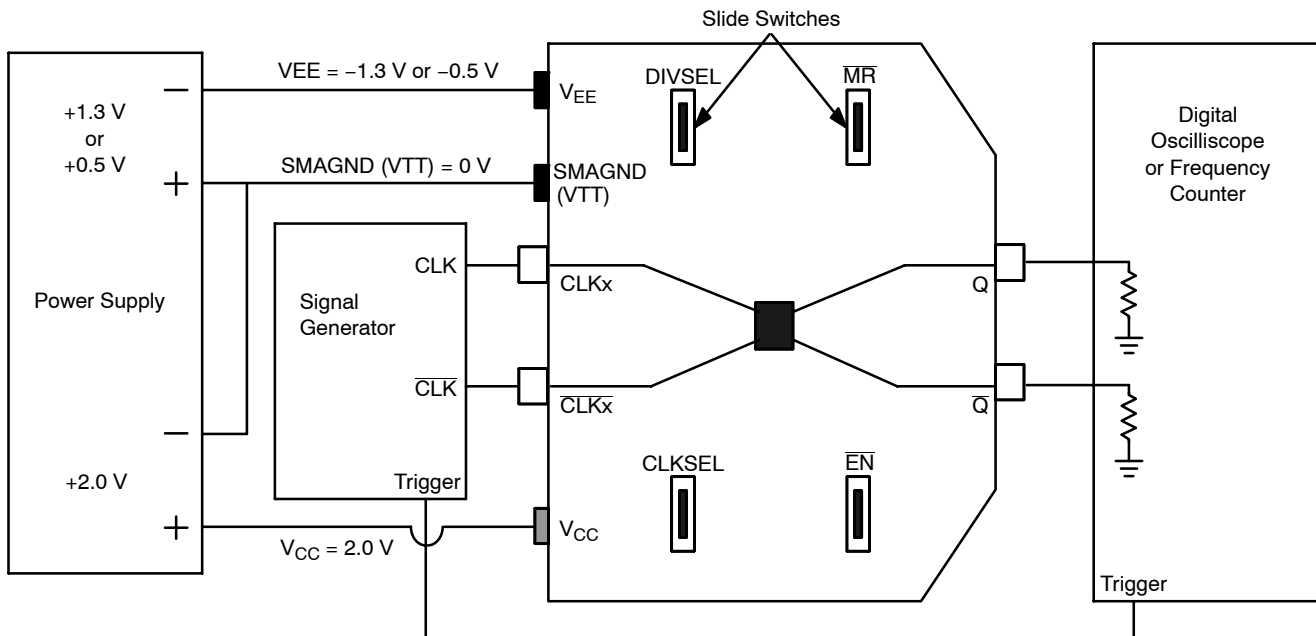 Slide Switches
VEE = −1.3 V or −0.5 V
−
+1.3 V
or
+0.5 V
+
SMAGND (VTT) = 0 V
Power Supply
−
+2.0 V
+
VCC = 2.0 V
Signal
Generator
CLK
CLK
Trigger
VEE
SMAGND
(VTT)
CLKx
CLKx
VCC
DIVSEL
MR
CLKSEL
EN
Q
Q
Digital
Oscilliscope
or Frequency
Counter
Trigger